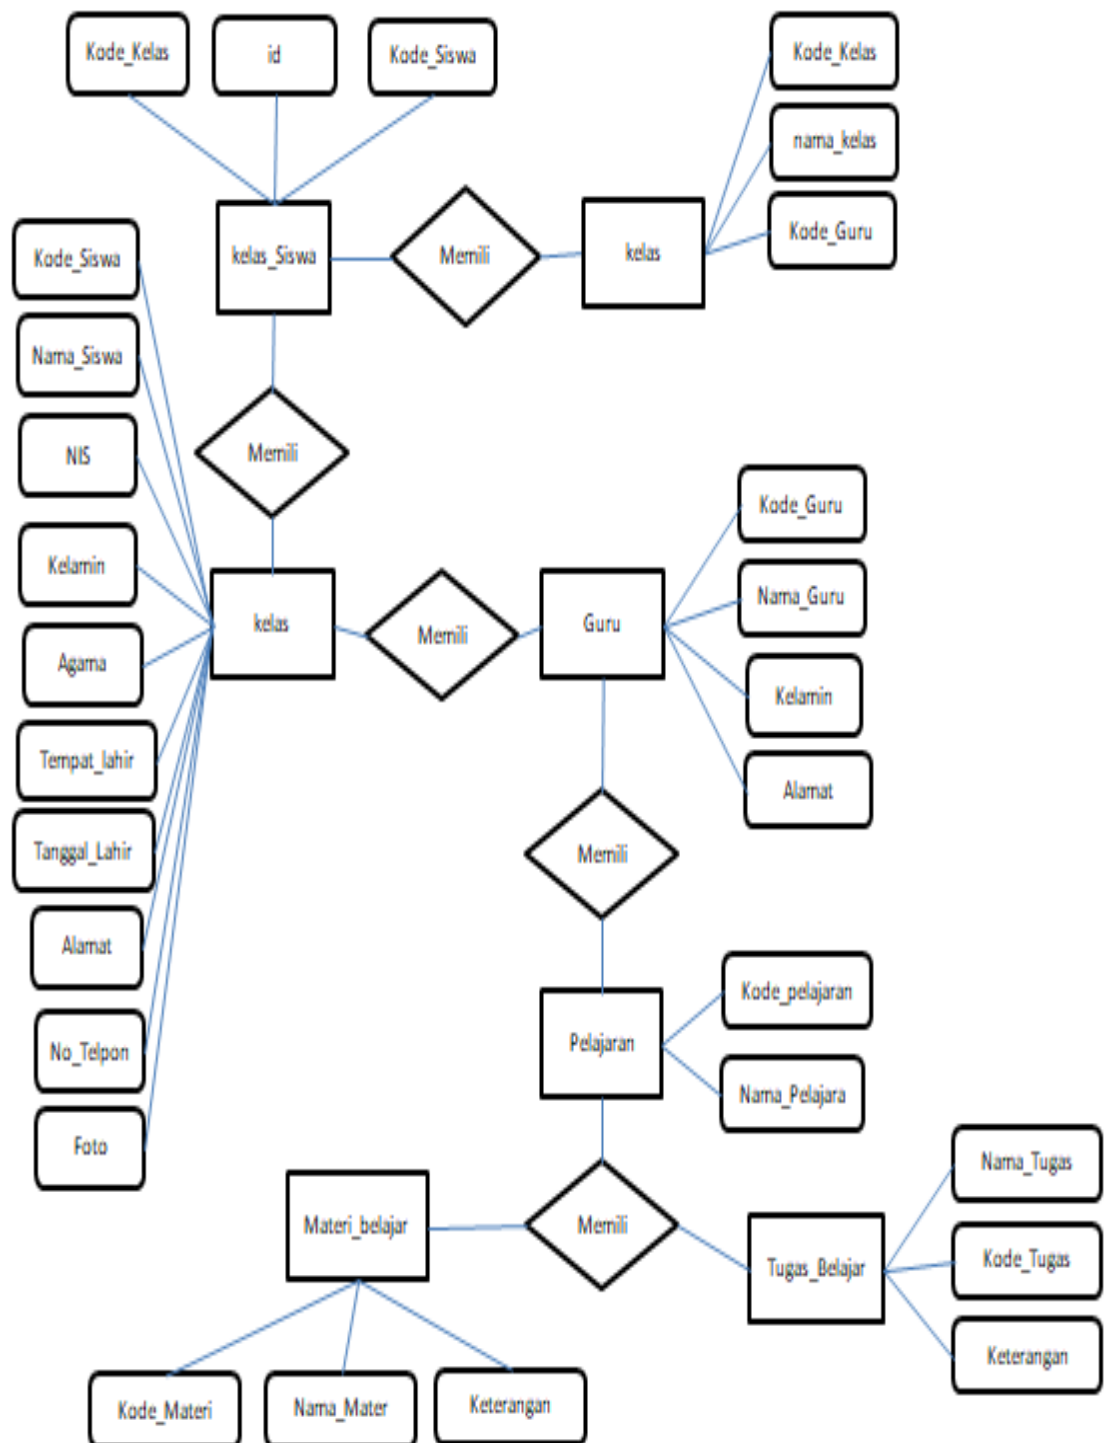 Kode_Kelas
id
Kode_Siswa
Kode_Kelas
nama_kelas
Kode_Guru
kelas_Siswa
Memili
kelas
Kode_Siswa
Nama_Siswa
NIS
Kelamin
Agama
Tempat_lahir
Tanggal_Lahir
Alamat
No_Telpon
Foto
Memili
kelas
Memili
Guru
Kode_Guru
Nama_Guru
Kelamin
Alamat
Memili
Pelajaran
Kode_pelajaran
Nama_Pelajara
Materi_belajar
Memili
Tugas_Belajar
Nama_Tugas
Kode_Tugas
Keterangan
Kode_Materi
Nama_Mater
Keterangan